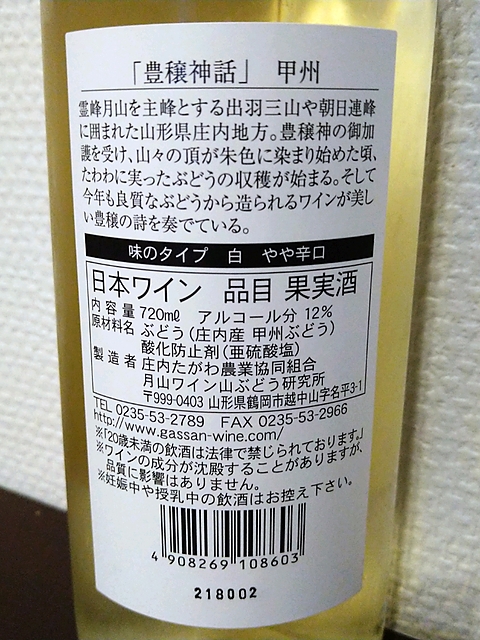 「豊穣神話」 甲州
霊峰月山を主峰とする出羽三山や朝日連峰
に囲まれた山形県庄内地方。豊穣神の御加
護を受け、山々の頂が朱色に染まり始めた頃、
たわわに実ったぶどうの収穫が始まる。そして
今年も良質なぶどうから造られるワインが美し
い豊穣の詩を奏でている。
味のタイプ 白 やや辛口
日本ワイン 品目 果実酒
内容量 720mℓ アルコール分 12%
原材料名 ぶどう(庄内産 甲州ぶどう)
酸化防止剤(亜硫酸塩)
製造者 庄内たがわ農業協同組合
月山ワイン山ぶどう研究所
〒999-0403 山形県鶴岡市越中山字名平3-1
TEL 0235-53-2789 FAX 0235-53-2966
http://www.gassan-wine.com/
※「20歳未満の飲酒は法律で禁じられております。」
※ワインの成分が沈殿することがありますが、
品質に影響はありません。
※妊娠中や授乳中の飲酒はお控え下さい。
4 908269 108603
218002